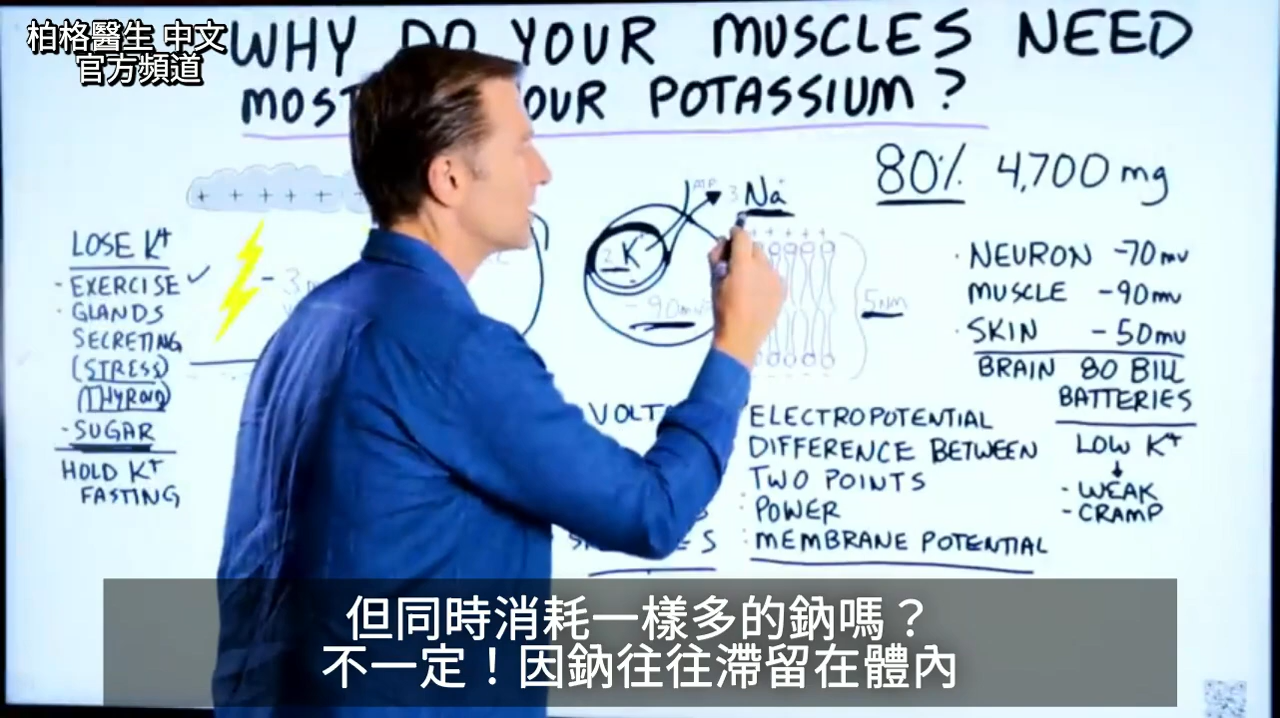 柏格醫生 中文
官方頻道
WHY DO YOUR MUSCLES NEED
MOST YOUR POTASSIUM?
80% 4,700 mg
+ + + + +
LOSE K+
- EXERCISE ✓
· GLANDS
SECRETING
(STRESS)
(THYROID)
- SUGAR
HOLD K+
FASTING
2 K+
3 Na+
-90mv
+ + + + +
5nm
· NEURON -70mv
MUSCLE -90mv
· SKIN -50mv
BRAIN 80 BILL
BATTERIES
LOW K+
↓
- WEAK
- CRAMP
ELECTROPOTENTIAL
DIFFERENCE BETWEEN
TWO POINTS
· POWER
: MEMBRANE POTENTIAL
但同時消耗一樣多的鈉嗎？
不一定！因鈉往往滯留在體內